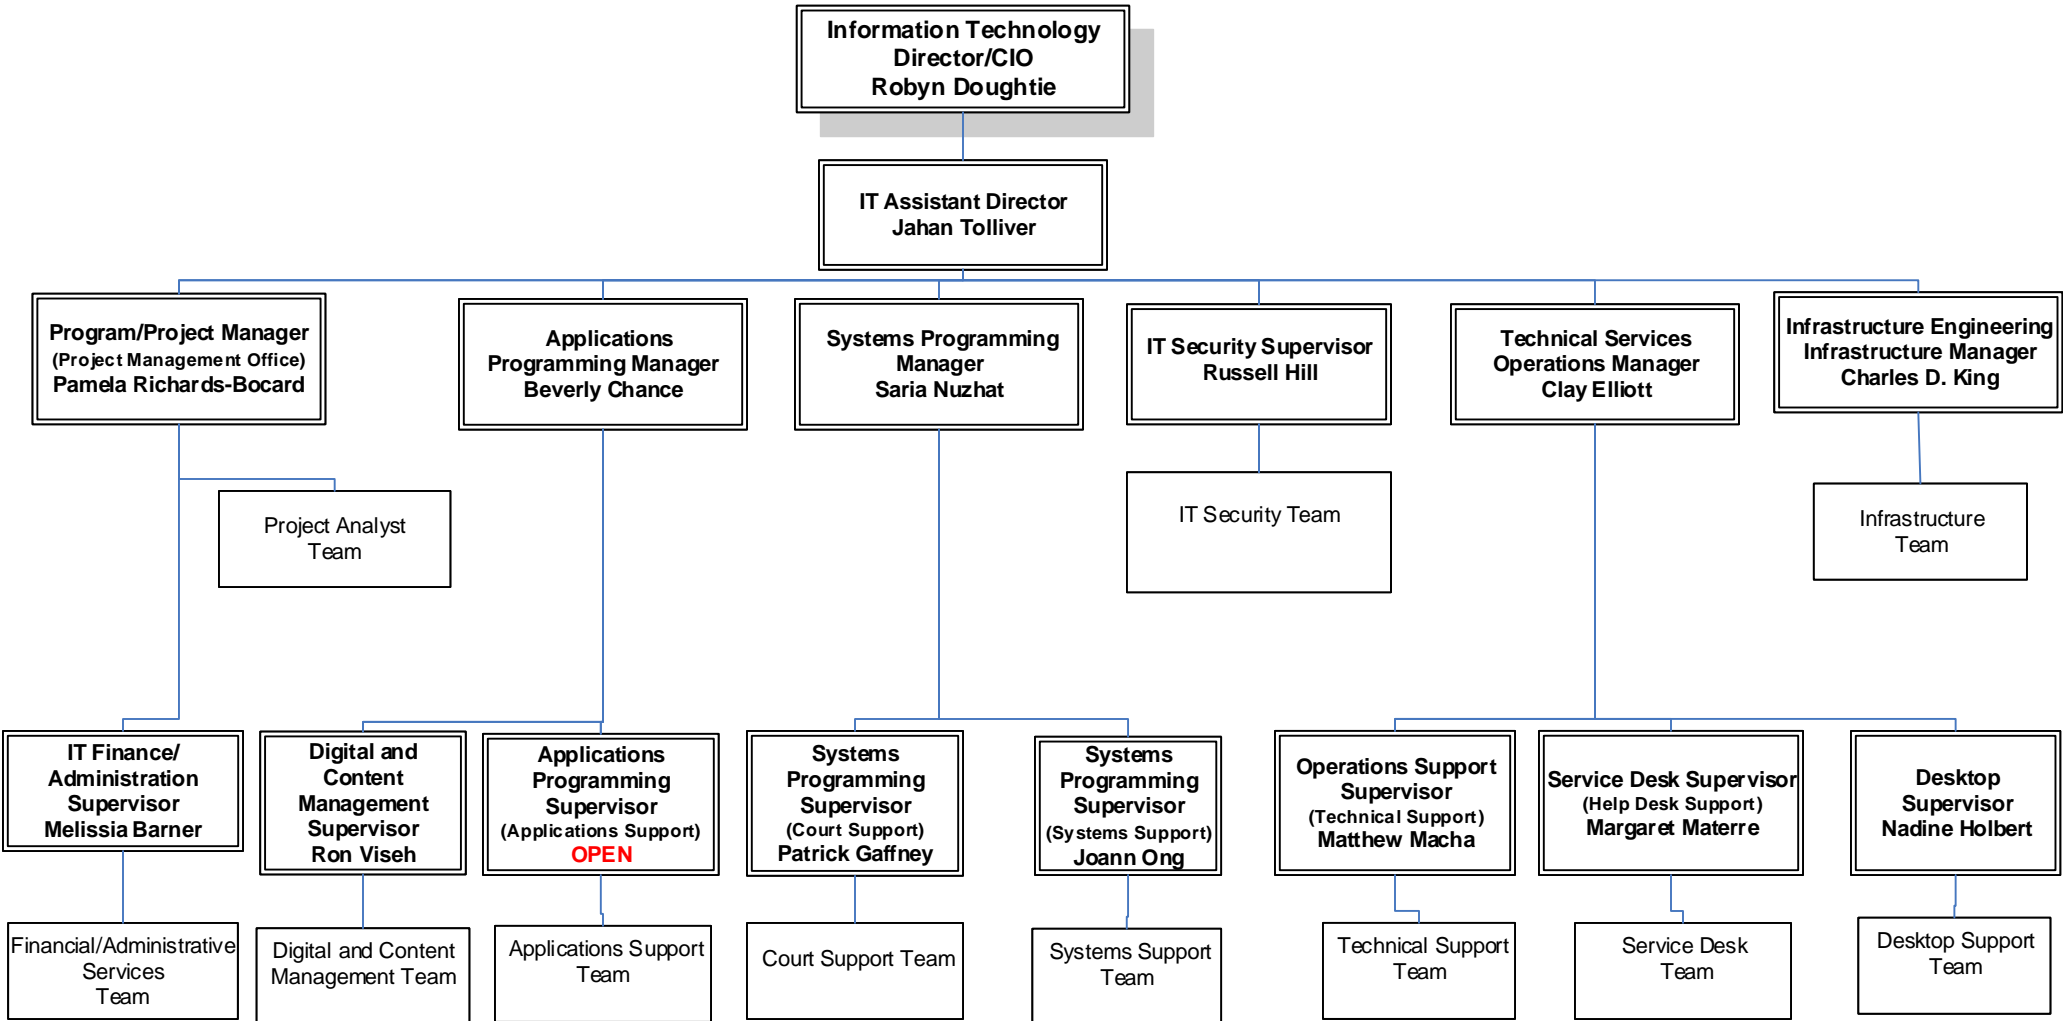 Information Technology
Director/CIO
Robyn Doughtie
IT Assistant Director
Jahan Tolliver
Program/Project Manager
(Project Management Office)
Pamela Richards-Bocard
Applications
Programming Manager
Beverly Chance
Systems Programming
Manager
Saria Nuzhat
IT Security Supervisor
Russell Hill
Technical Services
Operations Manager
Clay Elliott
Infrastructure Engineering
Infrastructure Manager
Charles D. King
Project Analyst
Team
IT Security Team
Infrastructure
Team
IT Finance/
Administration
Supervisor
Melissia Barner
Digital and
Content
Management
Supervisor
Ron Viseh
Applications
Programming
Supervisor
(Applications Support)
OPEN
Systems
Programming
Supervisor
(Court Support)
Patrick Gaffney
Systems
Programming
Supervisor
(Systems Support)
Joann Ong
Operations Support
Supervisor
(Technical Support)
Matthew Macha
Service Desk Supervisor
(Help Desk Support)
Margaret Materre
Desktop
Supervisor
Nadine Holbert
Financial/Administrative
Services
Team
Digital and Content
Management Team
Applications Support
Team
Court Support Team
Systems Support
Team
Technical Support
Team
Service Desk
Team
Desktop Support
Team